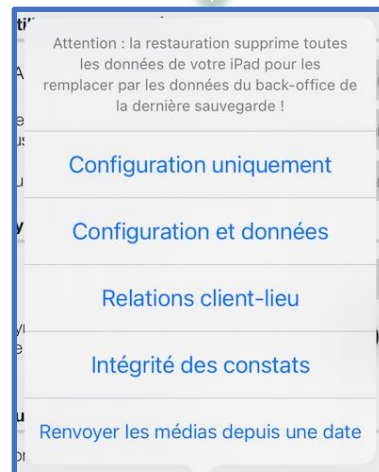 Attention : la restauration supprime toutes
les données de votre iPad pour les
remplacer par les données du back-office de
la dernière sauvegarde !
Configuration uniquement
Configuration et données
Relations client-lieu
Intégrité des constats
Renvoyer les médias depuis une date